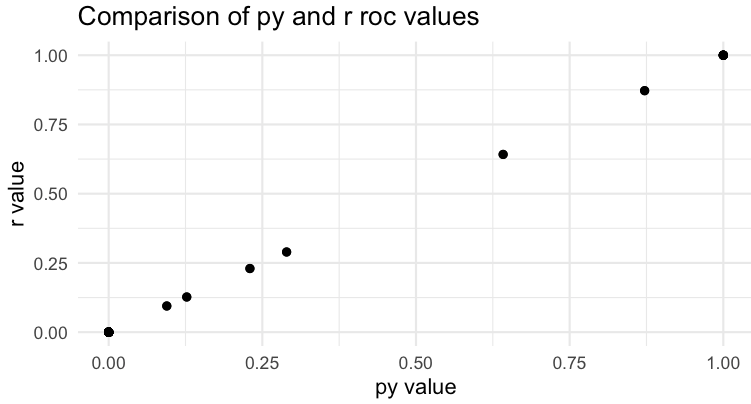 Comparison of py and r roc values
1.00
0.75
0.50
0.25
0.00
r value
0.00 0.25 0.50 0.75 1.00
py value